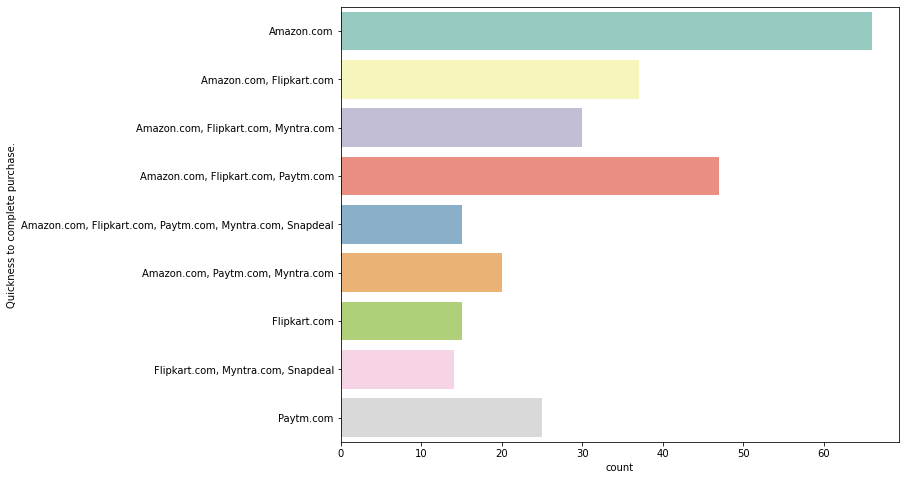 Quickness to complete purchase.
Amazon.com
Amazon.com, Flipkart.com
Amazon.com, Flipkart.com, Myntra.com
Amazon.com, Flipkart.com, Paytm.com
Amazon.com, Flipkart.com, Paytm.com, Myntra.com, Snapdeal
Amazon.com, Paytm.com, Myntra.com
Flipkart.com
Flipkart.com, Myntra.com, Snapdeal
Paytm.com
0 10 20 30 40 50 60
count